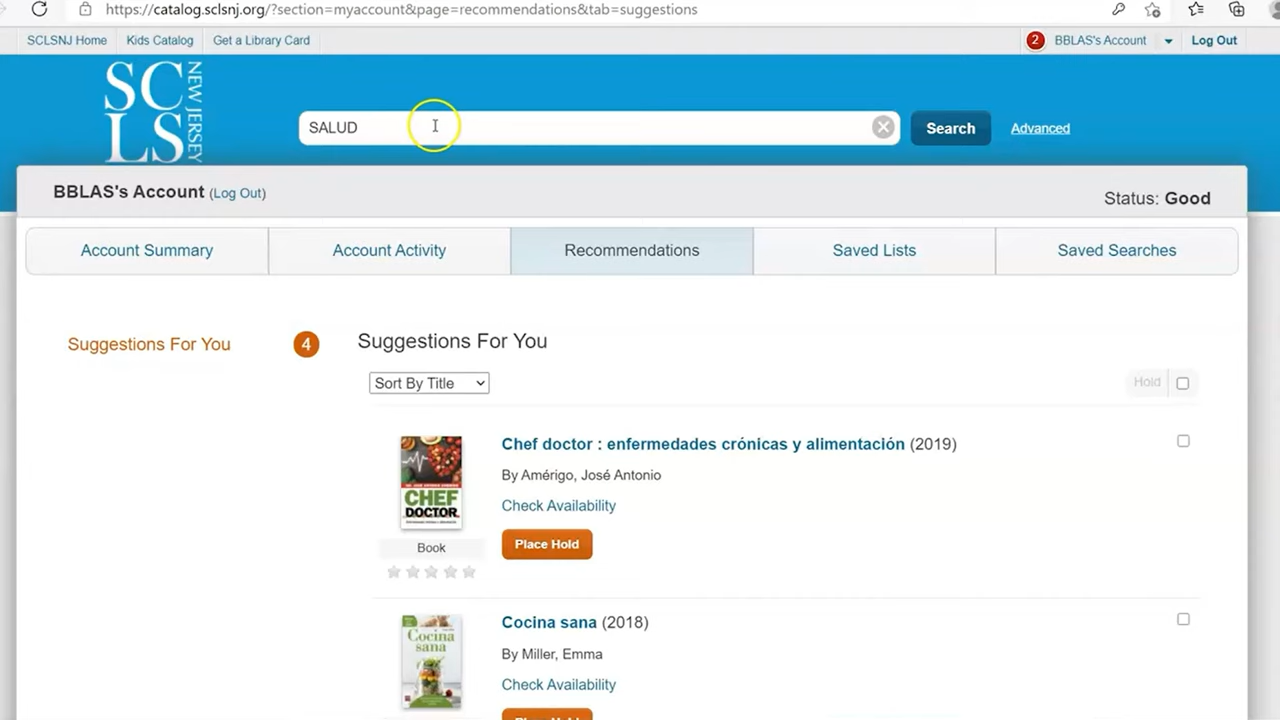 https://catalog.sclsnj.org/?section=myaccount&page=recommendations&tab=suggestions
SCLSNJ Home Kids Catalog Get a Library Card 2 BBLAS's Account Log Out
SC
LS
NEW JERSEY
SALUD Search Advanced
BBLAS's Account (Log Out) Status: Good
Account Summary Account Activity Recommendations Saved Lists Saved Searches
Suggestions For You 4 Suggestions For You
Sort By Title Hold
Chef doctor : enfermedades crónicas y alimentación (2019)
By Amérigo, José Antonio
Check Availability
CHEF
DOCTOR
Place Hold
Book
Cocina sana (2018)
Cocina
sana
By Miller, Emma
Check Availability
Place Hold